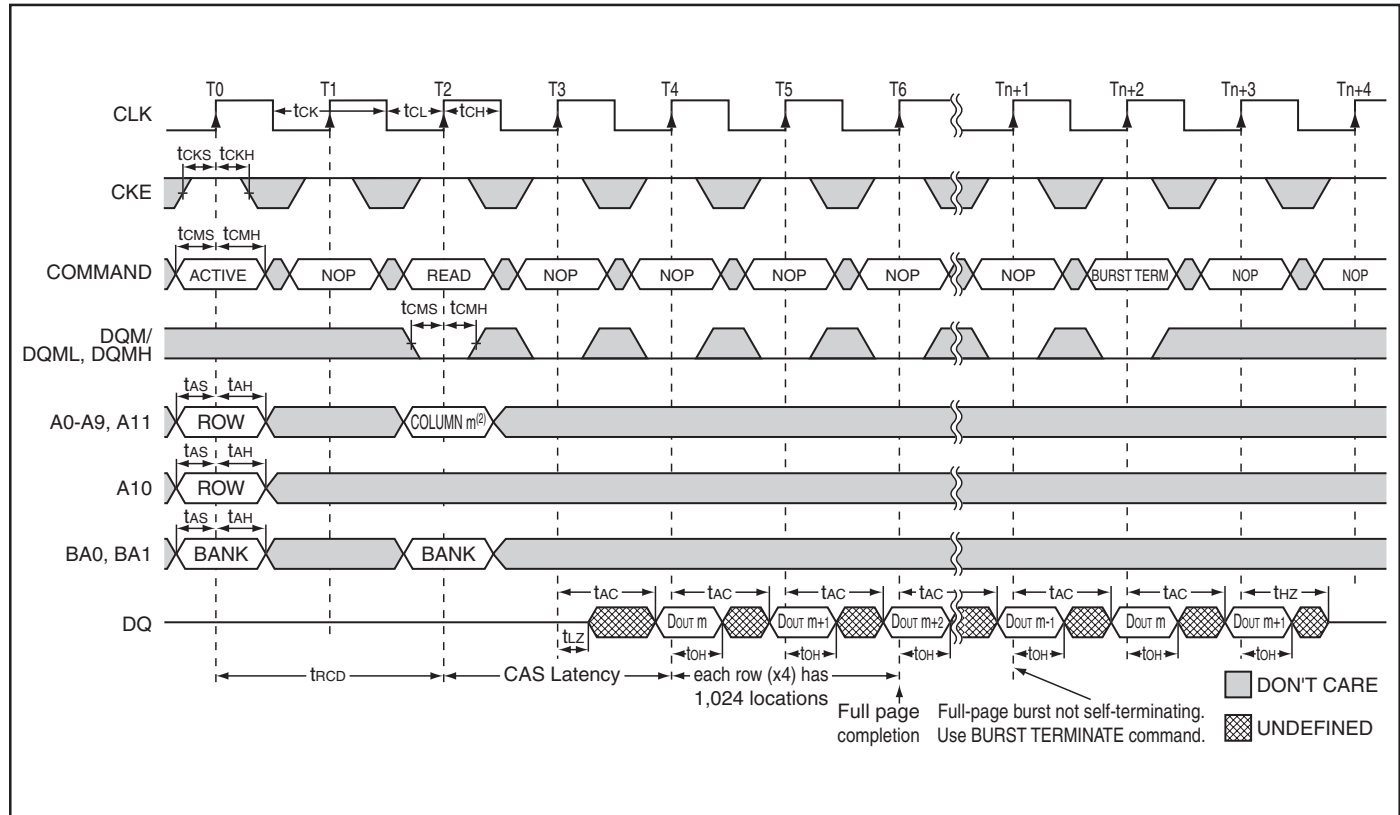 T0 T1 T2 T3 T4 T5 T6 Tn+1 Tn+2 Tn+3 Tn+4
CLK
tCK tCL tCH
tCKS tCKH
CKE
tCMS tCMH
COMMAND
ACTIVE NOP READ NOP NOP NOP NOP NOP BURST TERM NOP NOP
tCMS tCMH
DQM/
DQML, DQMH
tAS tAH
A0-A9, A11
ROW COLUMN m(2)
tAS tAH
A10
ROW
tAS tAH
BA0, BA1
BANK BANK
tAC tAC tAC tAC tAC tAC tHZ
DQ
DOUT m DOUT m+1 DOUT m+2 DOUT m-1 DOUT m DOUT m+1
tLZ tOH tOH tOH tOH tOH tOH
tRCD CAS Latency each row (x4) has
1,024 locations
Full page
completion
Full-page burst not self-terminating.
Use BURST TERMINATE command.
DON'T CARE
UNDEFINED